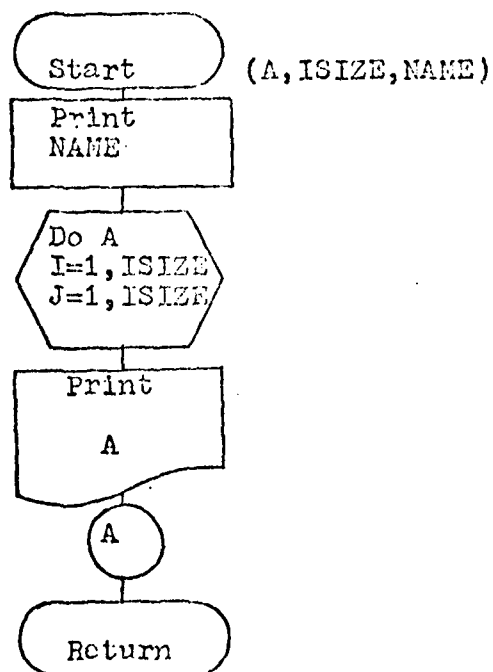 Start (A,ISIZE,NAME)
Print
NAME
Do A
I=1,ISIZE
J=1,ISIZE
Print
A
A
Return